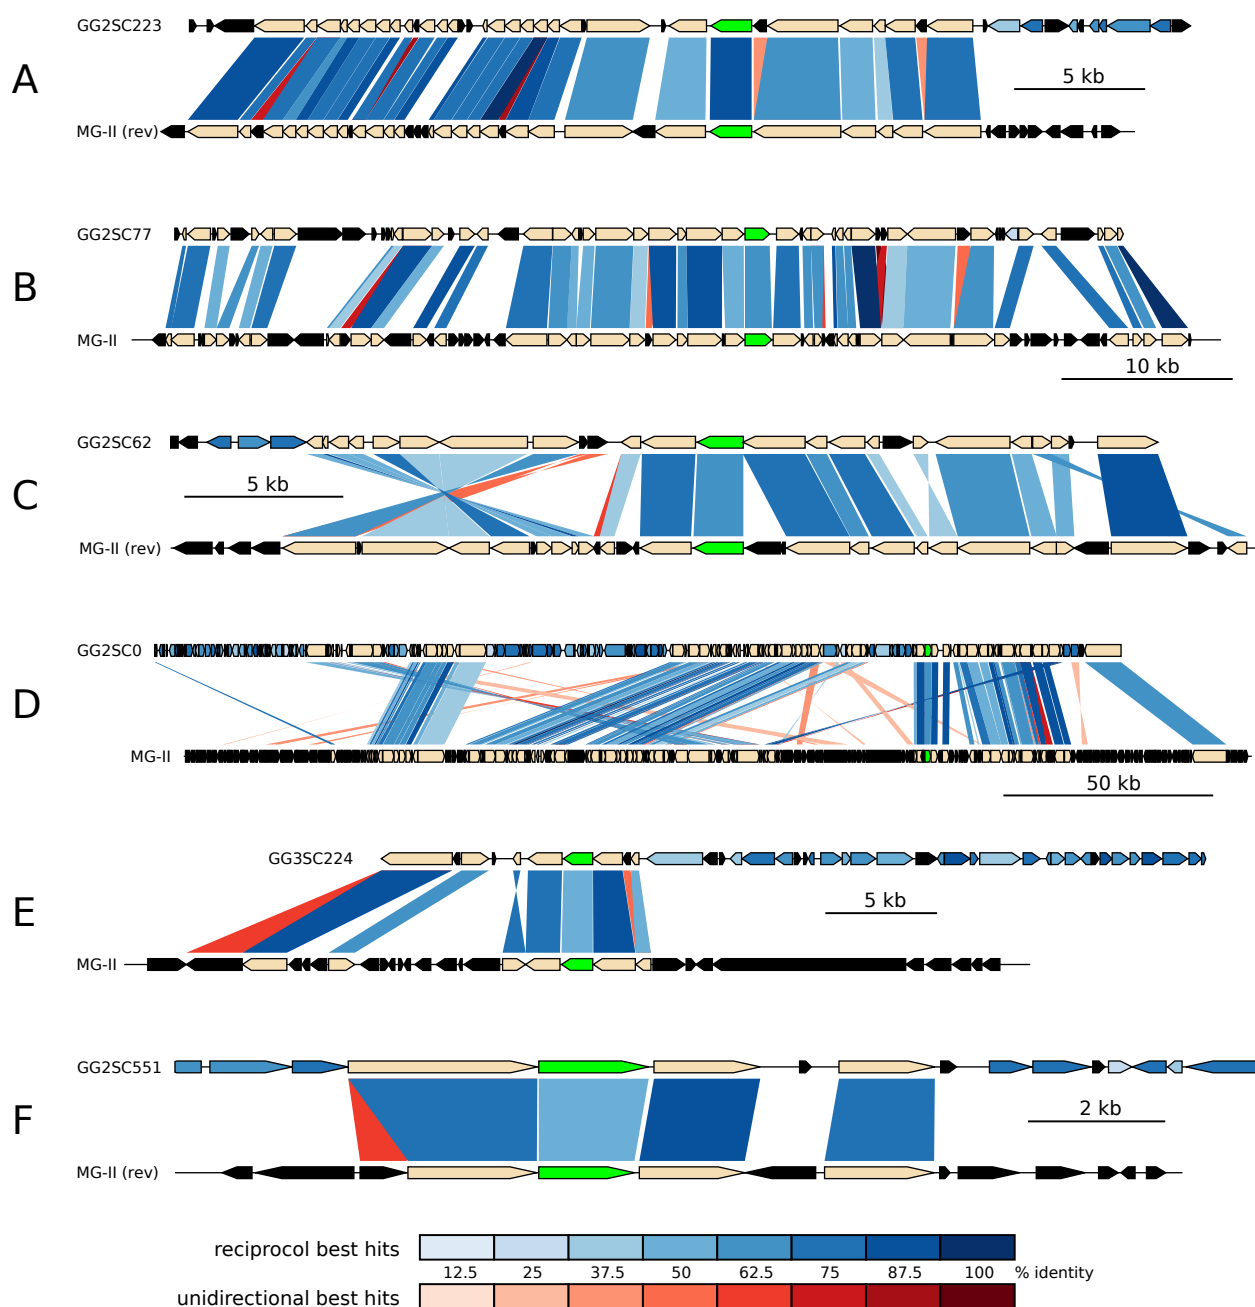 GG2SC223
A
5 kb
MG-II (rev)
GG2SC77
B
MG-II
10 kb
GG2SC62
C
5 kb
MG-II (rev)
GG2SC0
D
MG-II
50 kb
GG3SC224
E
5 kb
MG-II
GG2SC551
F
2 kb
MG-II (rev)
reciprocol best hits
12.5 25 37.5 50 62.5 75 87.5 100 % identity
unidirectional best hits